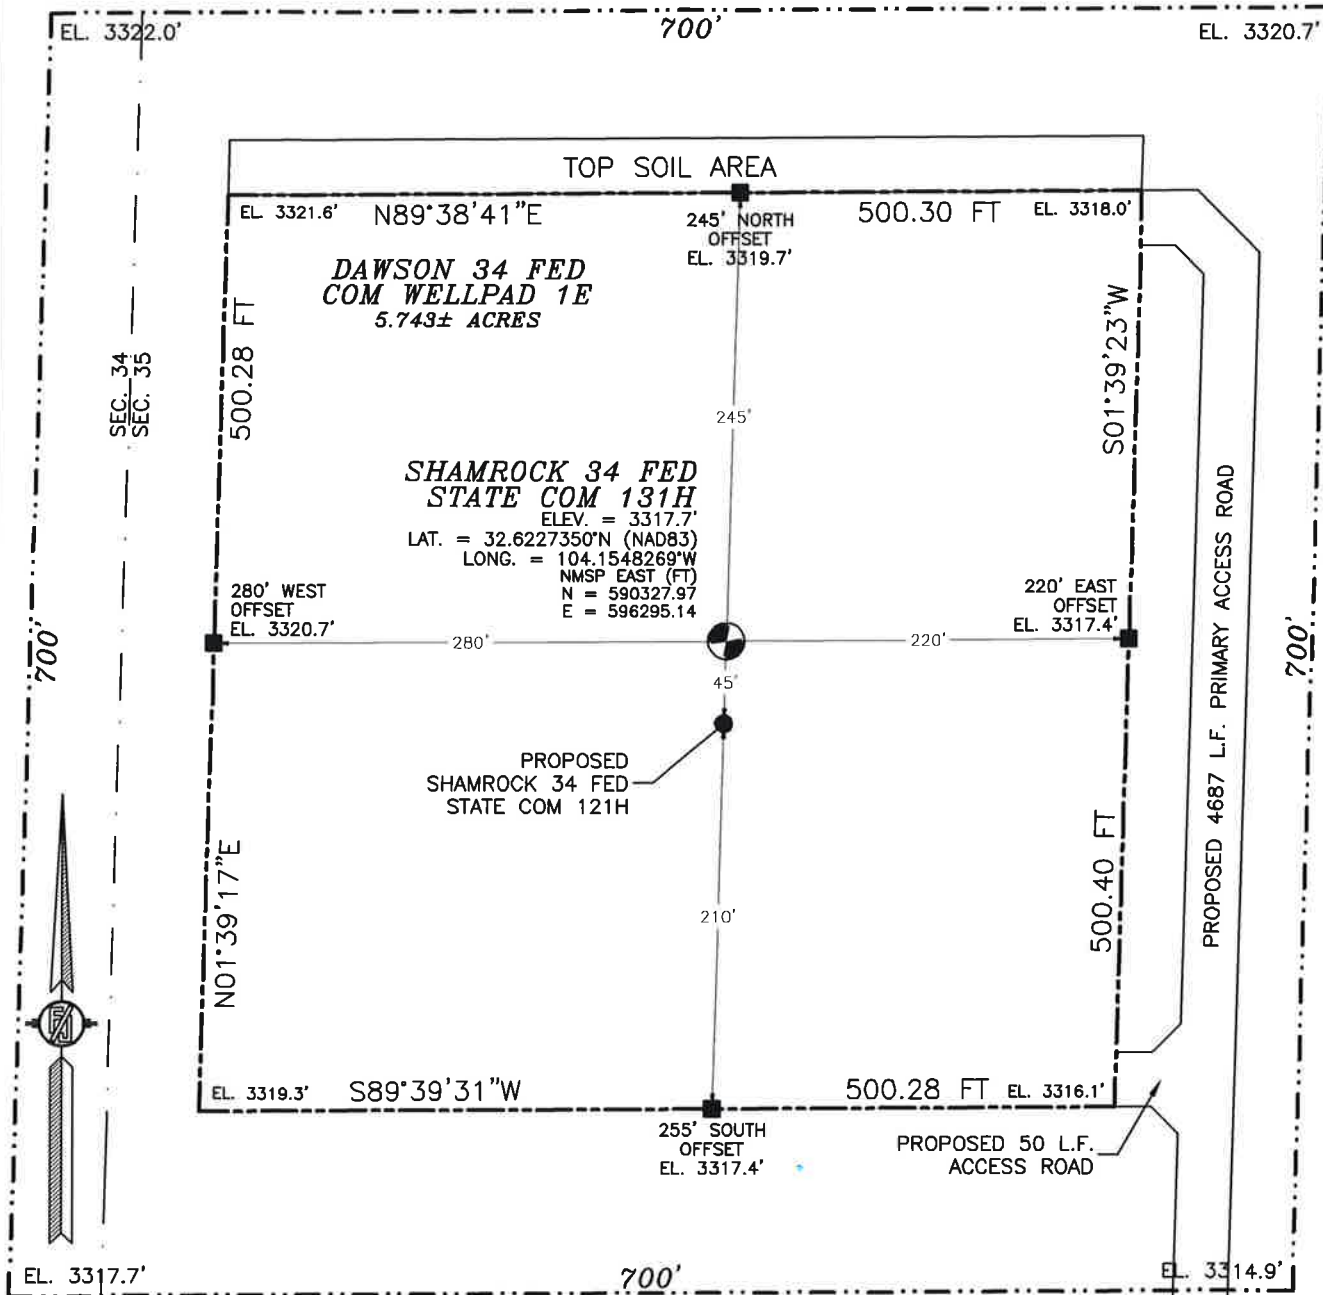 EL. 3322.0'
700'
EL. 3320.7'
TOP SOIL AREA
EL. 3321.6'
N89°38'41"E
245' NORTH
OFFSET
EL. 3319.7'
500.30 FT
EL. 3318.0'
DAWSON 34 FED
COM WELLPAD 1E
5.743± ACRES
500.28 FT
S01°39'23"W
SEC. 34
SEC. 35
245'
SHAMROCK 34 FED
STATE COM 131H
ELEV. = 3317.7'
LAT. = 32.6227350°N (NAD83)
LONG. = 104.1548269°W
NMSP EAST (FT)
N = 590327.97
E = 596295.14
280' WEST
OFFSET
EL. 3320.7'
220' EAST
OFFSET
EL. 3317.4'
PROPOSED 4687 L.F. PRIMARY ACCESS ROAD
700'
280'
220'
700'
45'
PROPOSED
SHAMROCK 34 FED
STATE COM 121H
N01°39'17"E
500.40 FT
210'
EL. 3319.3'
S89°39'31"W
500.28 FT
EL. 3316.1'
255' SOUTH
OFFSET
EL. 3317.4'
PROPOSED 50 L.F.
ACCESS ROAD
EL. 3317.7'
700'
EL. 3314.9'